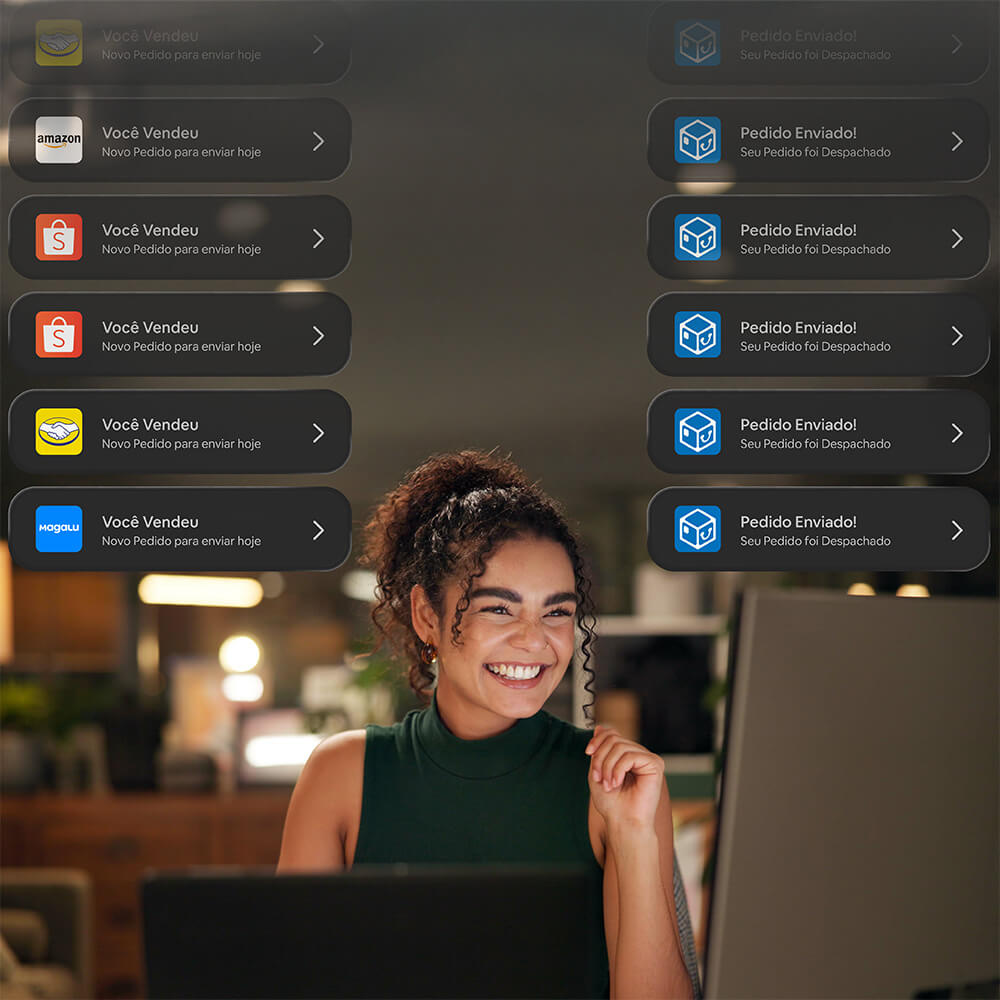 Você Vendeu
Novo Pedido para enviar hoje
amazon
Você Vendeu
Novo Pedido para enviar hoje
S
Você Vendeu
Novo Pedido para enviar hoje
S
Você Vendeu
Novo Pedido para enviar hoje
Você Vendeu
Novo Pedido para enviar hoje
Magalu
Você Vendeu
Novo Pedido para enviar hoje
Pedido Enviado!
Seu Pedido foi Despachado
Pedido Enviado!
Seu Pedido foi Despachado
Pedido Enviado!
Seu Pedido foi Despachado
Pedido Enviado!
Seu Pedido foi Despachado
Pedido Enviado!
Seu Pedido foi Despachado
Pedido Enviado!
Seu Pedido foi Despachado